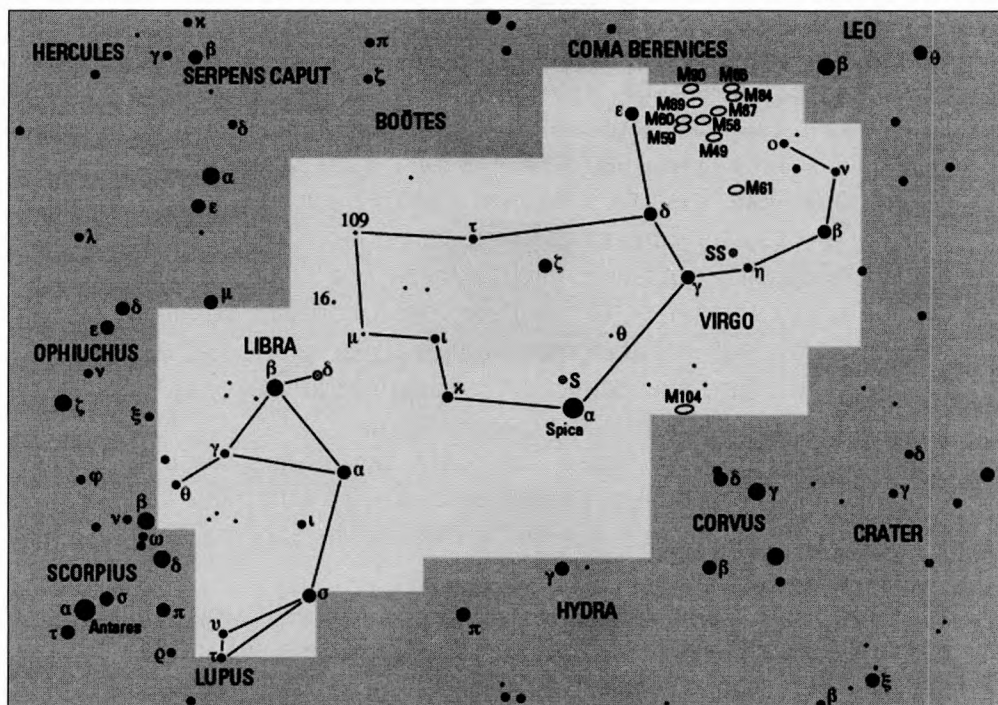 HERCULES
κ
γ
β
SERPENS CAPUT
π
ζ
BOÖTES
COMA BERENICES
LEO
β
θ
M90
M89
M60
M59
M84
M87
M58
M49
M61
ε
ο
ν
β
δ
α
ε
λ
μ
δ
ε
OPHIUCHUS
ν
ζ
ξ
φ
109
τ
δ
ζ
SS
η
γ
VIRGO
16
μ
ι
θ
κ
S
α
Spica
M104
LIBRA
β
δ
γ
α
θ
ι
σ
υ
τ
LUPUS
β
ν
ω
SCORPIUS
δ
α
σ
Antares
π
τ
ϱ
δ
γ
CORVUS
β
δ
γ
CRATER
γ
HYDRA
π
ξ
β